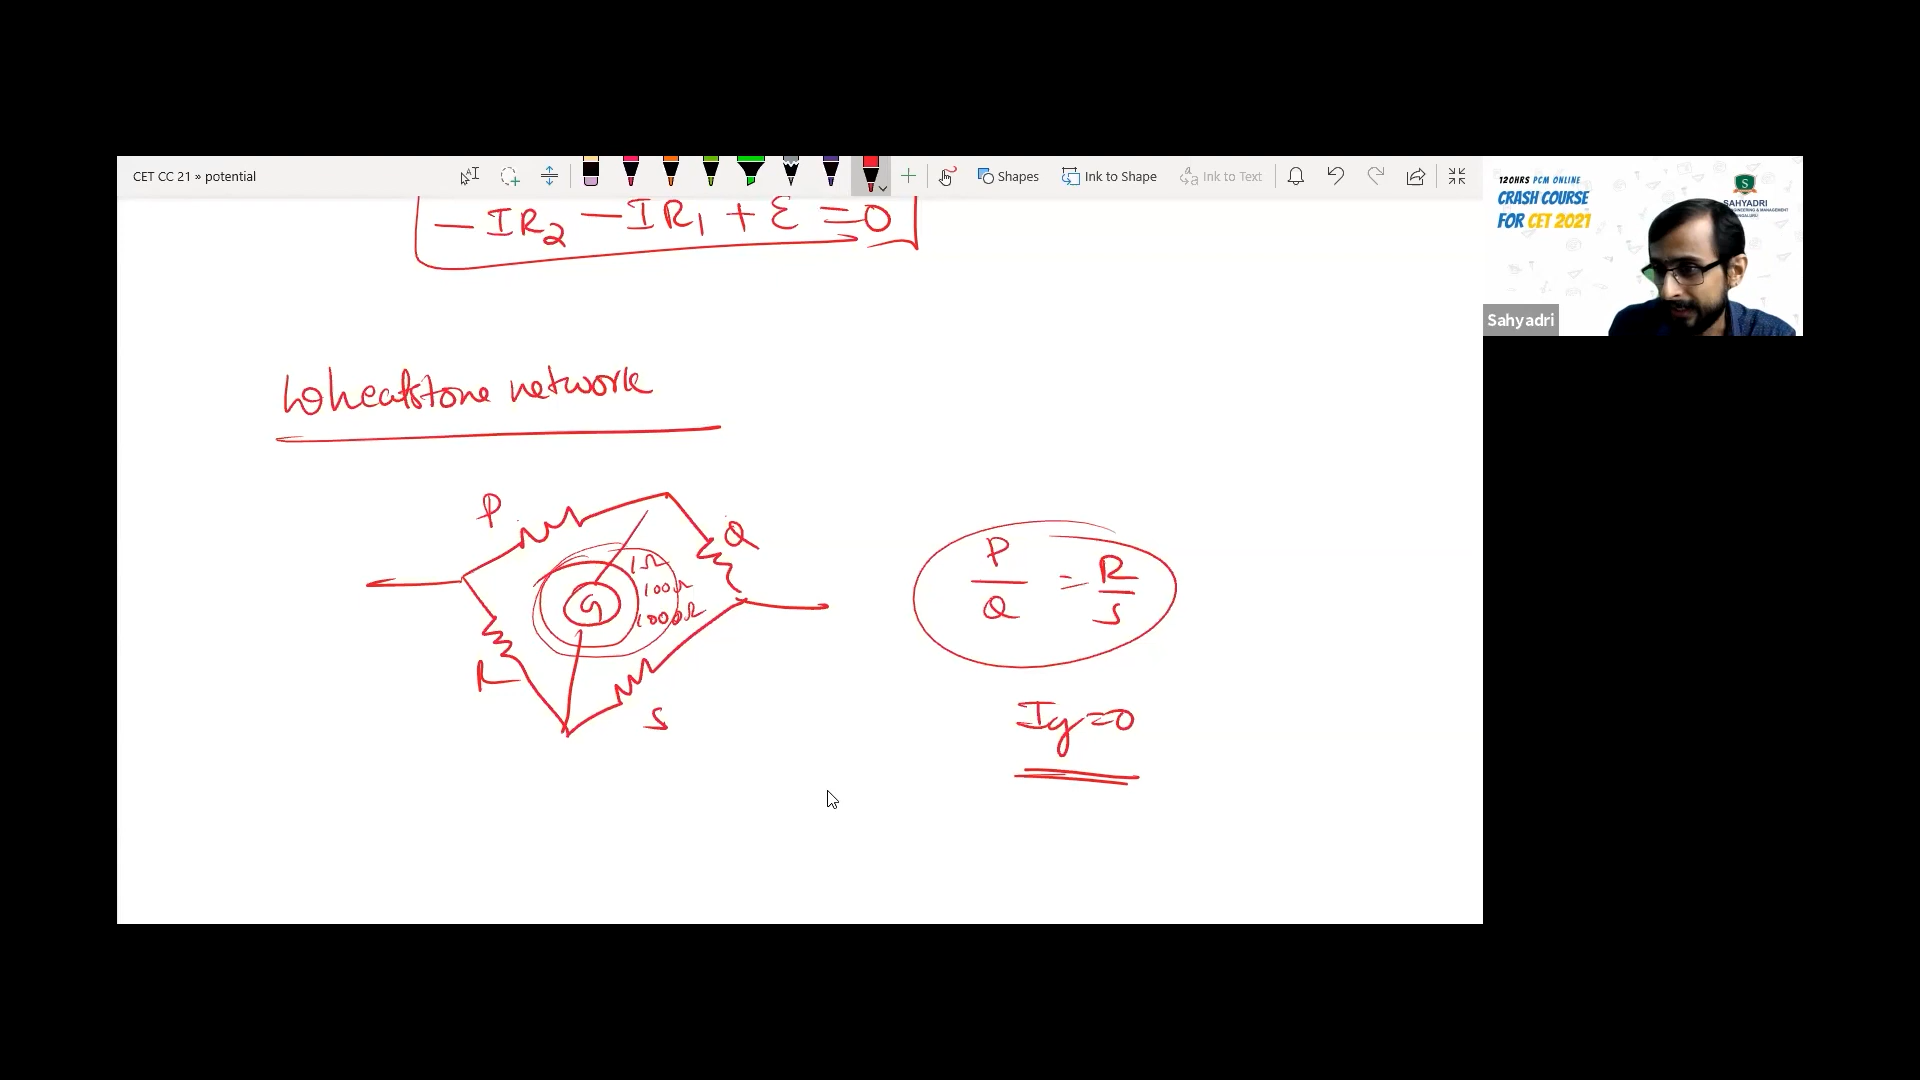 CET CC 21 » potential
Shapes
Ink to Shape
Ink to Text
- IR2 - IR1 + ε = 0
Wheatstone network
P
Q
1Ω
100Ω
1000Ω
G
R
S
P/Q = R/S
Ig = 0
120HRS PCM ONLINE
CRASH COURSE
FOR CET 2021
S
SAHYADRI
Sahyadri